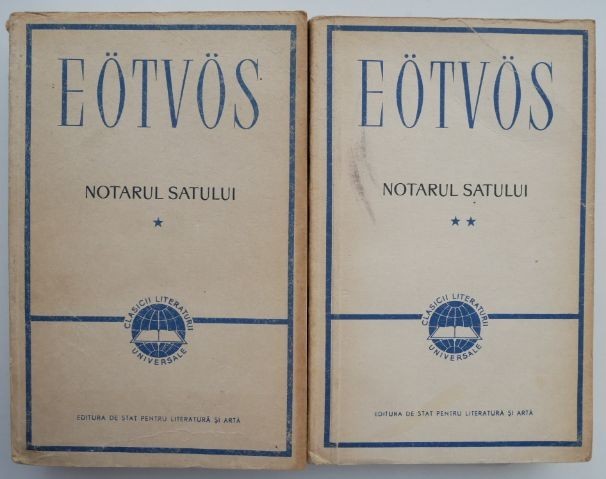 EÖTVÖS
NOTARUL SATULUI
★
CLASICII LITERATURII
UNIVERSALE
EDITURA DE STAT PENTRU LITERATURĂ ȘI ARTĂ
EÖTVÖS
NOTARUL SATULUI
★★
CLASICII LITERATURII
UNIVERSALE
EDITURA DE STAT PENTRU LITERATURĂ ȘI ARTĂ